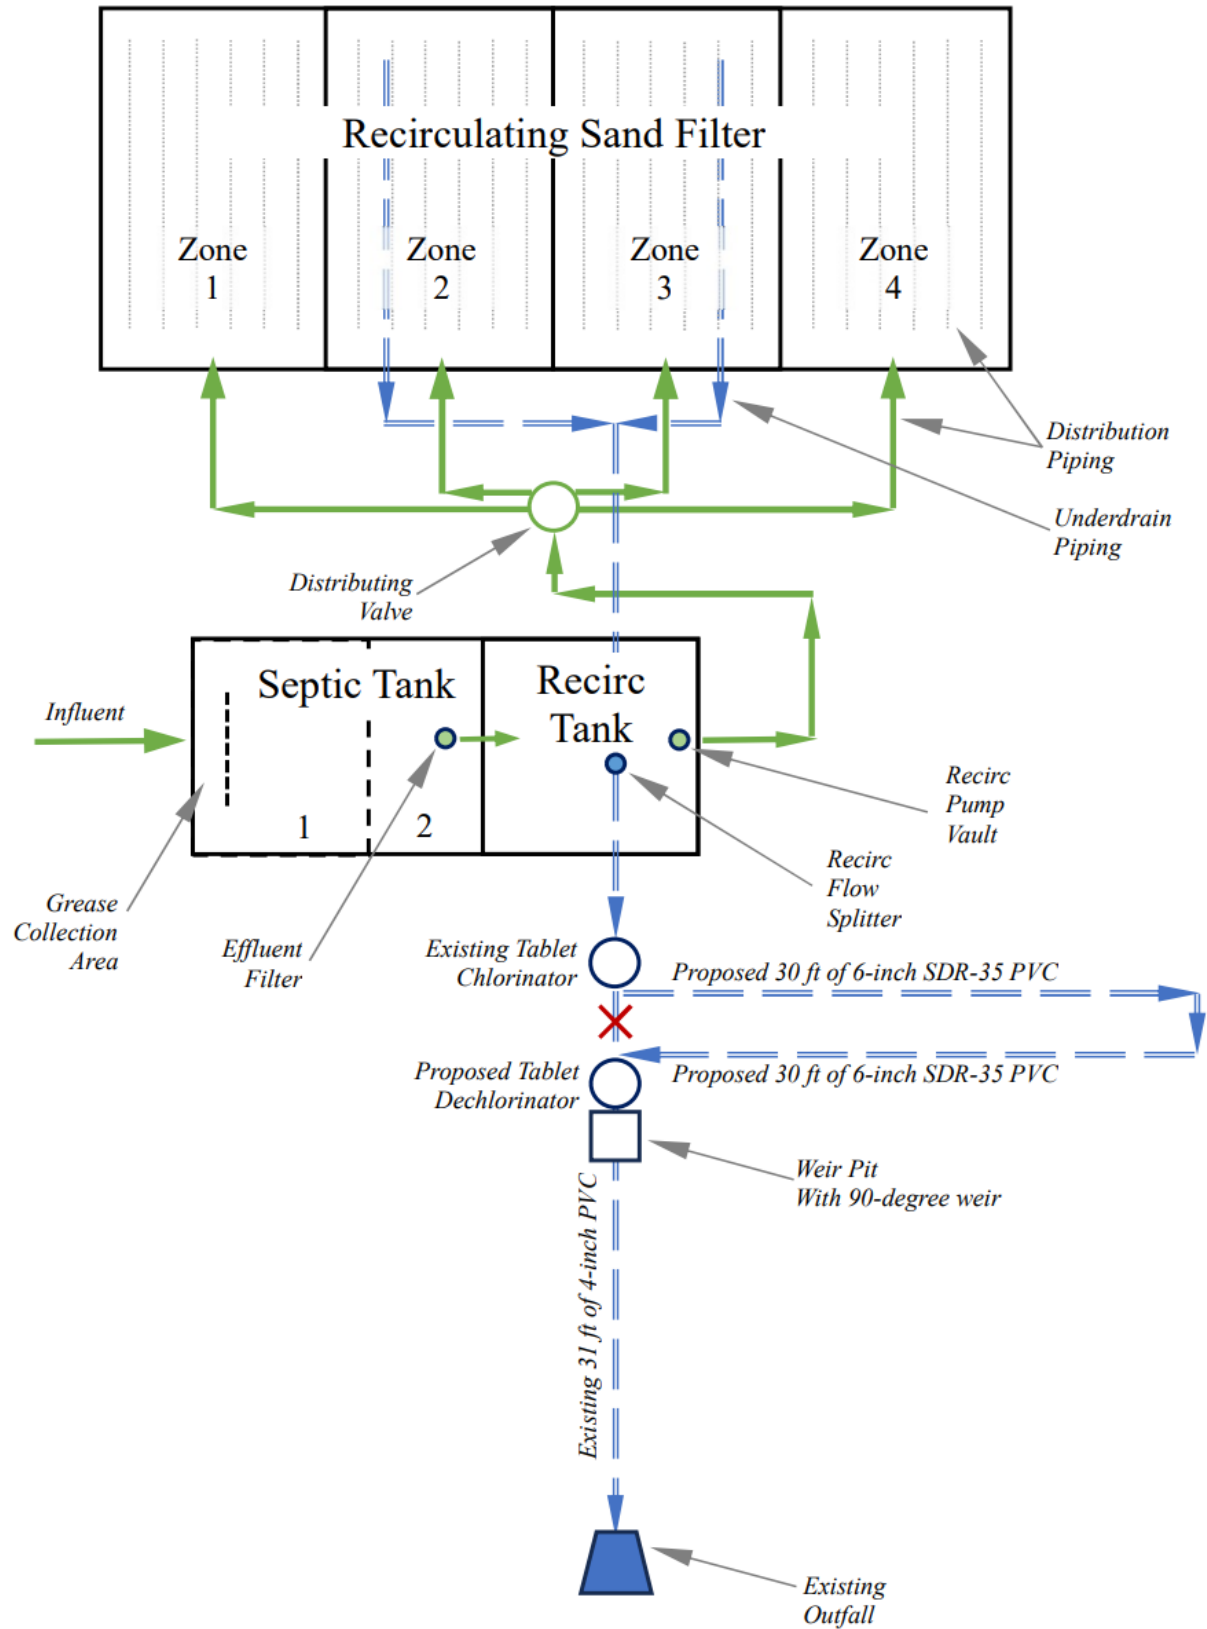 Recirculating Sand Filter
Zone
1
Zone
2
Zone
3
Zone
4
Distribution
Piping
Underdrain
Piping
Distributing
Valve
Septic Tank
Recirc
Tank
Influent
1
2
Recirc
Pump
Vault
Recirc
Flow
Splitter
Grease
Collection
Area
Effluent
Filter
Existing Tablet
Chlorinator
Proposed 30 ft of 6-inch SDR-35 PVC
Proposed Tablet
Dechlorinator
Proposed 30 ft of 6-inch SDR-35 PVC
Weir Pit
With 90-degree weir
Existing 31 ft of 4-inch PVC
Existing
Outfall